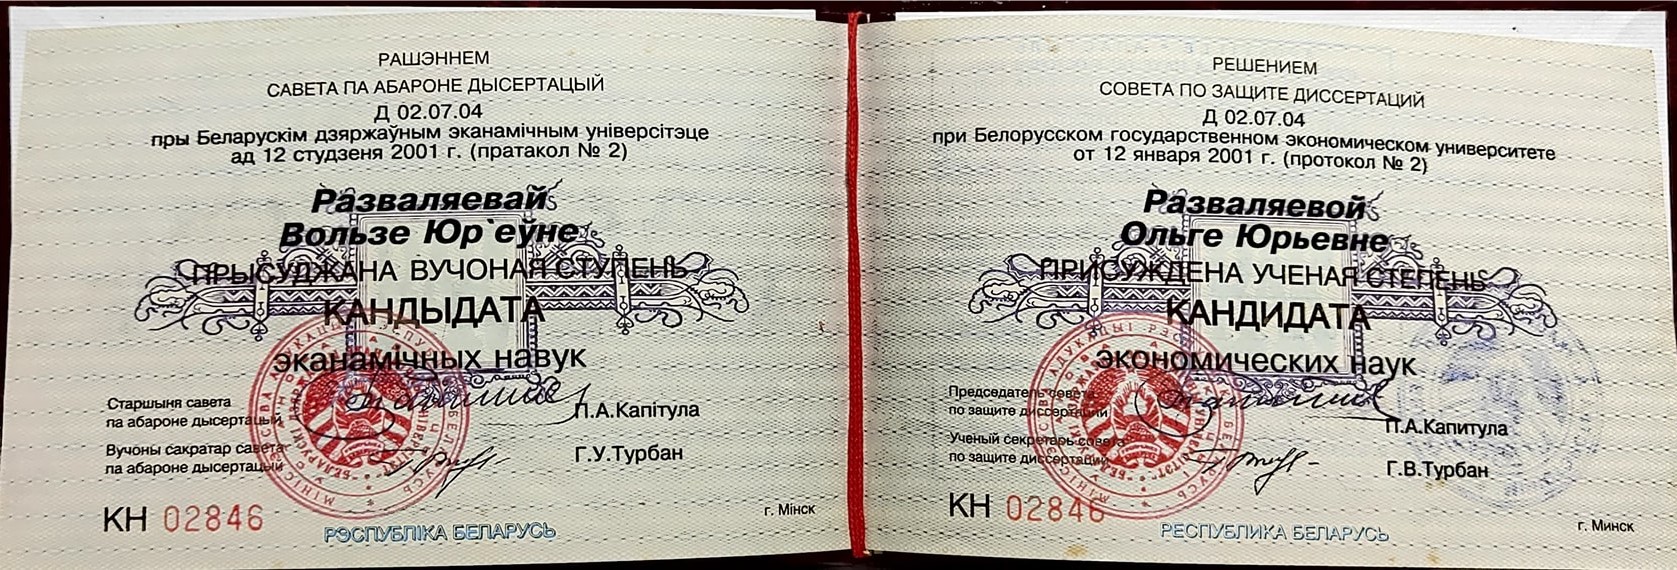 РАШЭННЕМ
САВЕТА ПА АБАРОНЕ ДЫСЕРТАЦЫЙ
Д 02.07.04
пры Беларускім дзяржаўным эканамічным універсітэце
ад 12 студзеня 2001 г. (пратакол № 2)
Разваляевай
Вользе Юр`еўне
ПРЫСУДЖАНА ВУЧОНАЯ СТУПЕНЬ
КАНДЫДАТА
эканамічных навук
Старшыня савета
па абароне дысертацый
П.А.Капітула
Вучоны сакратар савета
па абароне дысертацый
Г.У.Турбан
КН 02846
г. Мінск
РЭСПУБЛІКА БЕЛАРУСЬ
РЕШЕНИЕМ
СОВЕТА ПО ЗАЩИТЕ ДИССЕРТАЦИЙ
Д 02.07.04
при Белорусском государственном экономическом университете
от 12 января 2001 г. (протокол № 2)
Разваляевой
Ольге Юрьевне
ПРИСУЖДЕНА УЧЕНАЯ СТЕПЕНЬ
КАНДИДАТА
экономических наук
Председатель совета
по защите диссертаций
П.А.Капитула
Ученый секретарь совета
по защите диссертаций
Г.В.Турбан
КН 02846
г. Минск
РЕСПУБЛИКА БЕЛАРУСЬ